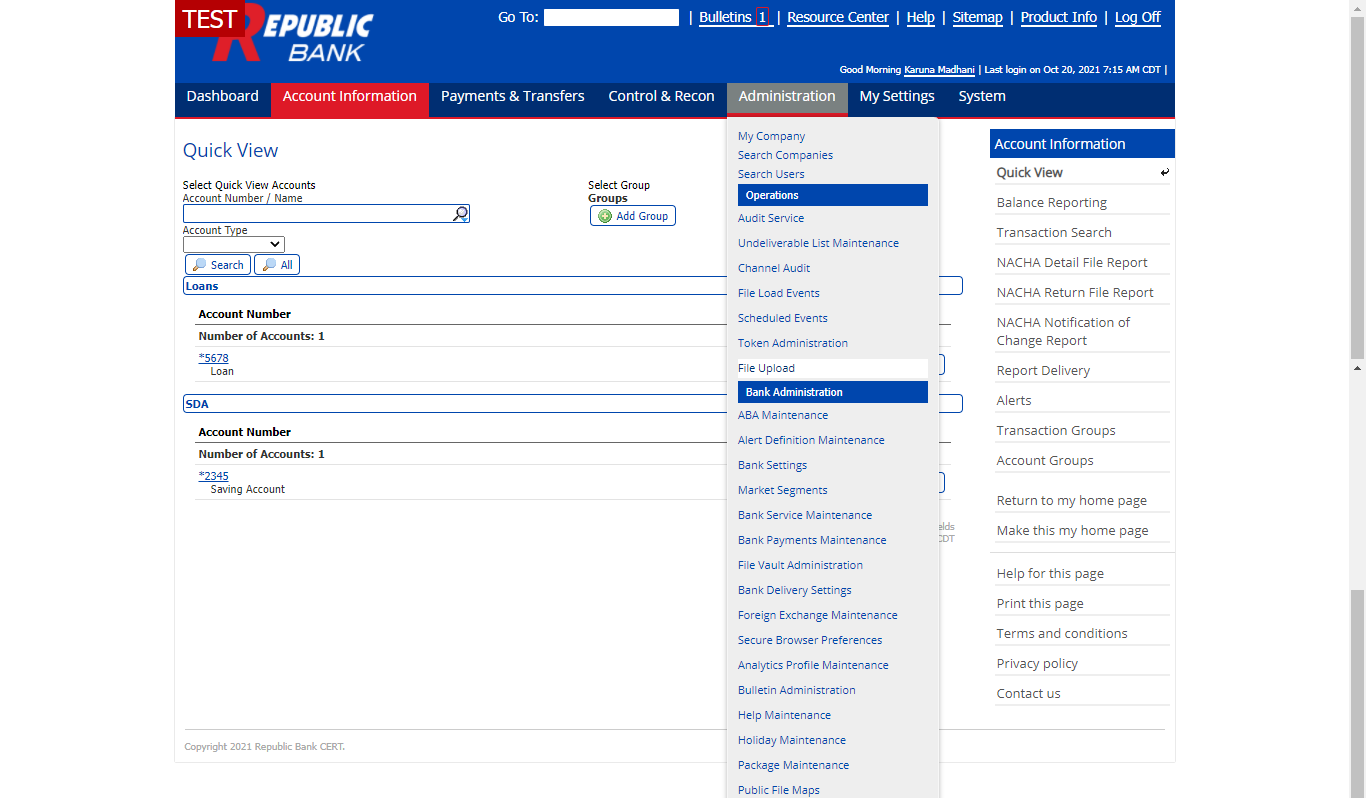 TEST
REPUBLIC
BANK
Go To: | Bulletins 1 | Resource Center | Help | Sitemap | Product Info | Log Off
Good Morning Karuna Madhani | Last login on Oct 20, 2021 7:15 AM CDT |
Dashboard Account Information Payments & Transfers Control & Recon Administration My Settings System
Quick View
Select Quick View Accounts
Account Number / Name
Account Type
Search All
Select Group
Groups
Add Group
Loans
Account Number
Number of Accounts: 1
*5678
Loan
SDA
Account Number
Number of Accounts: 1
*2345
Saving Account
elds
CDT
Copyright 2021 Republic Bank CERT.
My Company
Search Companies
Search Users
Operations
Audit Service
Undeliverable List Maintenance
Channel Audit
File Load Events
Scheduled Events
Token Administration
File Upload
Bank Administration
ABA Maintenance
Alert Definition Maintenance
Bank Settings
Market Segments
Bank Service Maintenance
Bank Payments Maintenance
File Vault Administration
Bank Delivery Settings
Foreign Exchange Maintenance
Secure Browser Preferences
Analytics Profile Maintenance
Bulletin Administration
Help Maintenance
Holiday Maintenance
Package Maintenance
Public File Maps
Account Information
Quick View
Balance Reporting
Transaction Search
NACHA Detail File Report
NACHA Return File Report
NACHA Notification of
Change Report
Report Delivery
Alerts
Transaction Groups
Account Groups
Return to my home page
Make this my home page
Help for this page
Print this page
Terms and conditions
Privacy policy
Contact us